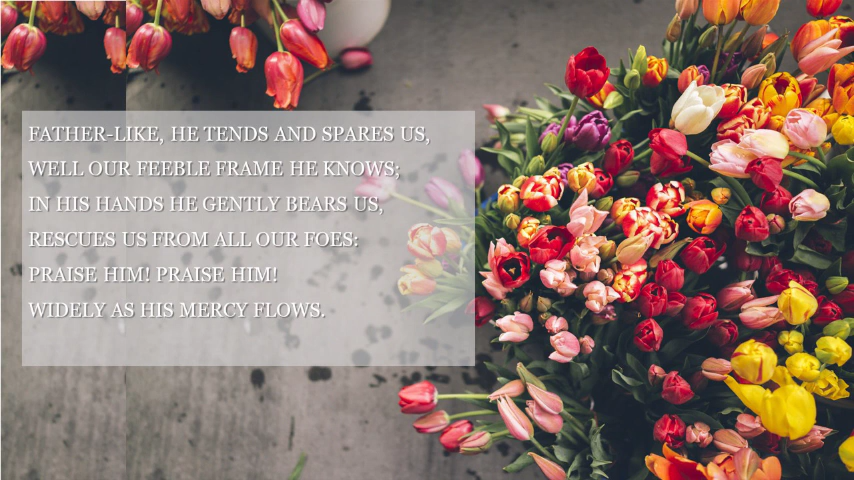 FATHER-LIKE, HE TENDS AND SPARES US,
WELL OUR FEEBLE FRAME HE KNOWS;
IN HIS HANDS HE GENTLY BEARS US,
RESCUES US FROM ALL OUR FOES:
PRAISE HIM! PRAISE HIM!
WIDELY AS HIS MERCY FLOWS.